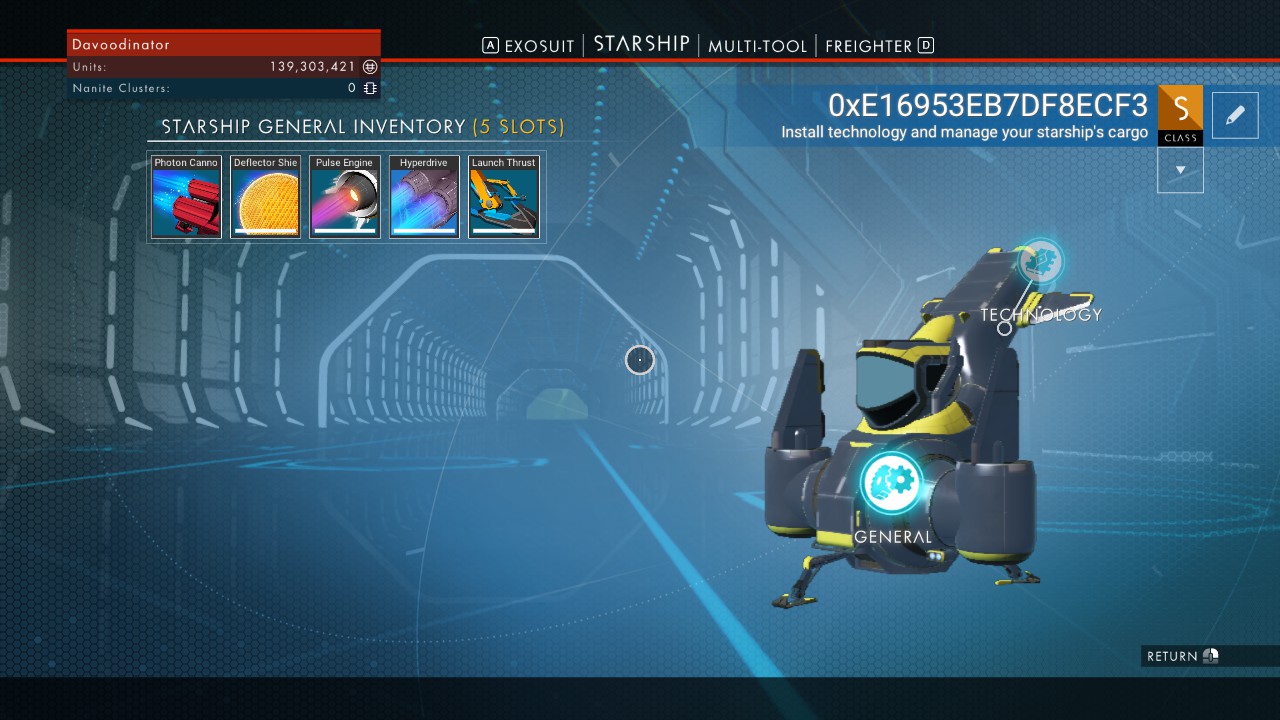 Davoodinator
Units: 139,303,421
Nanite Clusters: 0
A EXOSUIT STARSHIP MULTI-TOOL FREIGHTER D
0xE16953EB7DF8ECF3
Install technology and manage your starship's cargo
S
CLASS
STARSHIP GENERAL INVENTORY (5 SLOTS)
Photon Canno Deflector Shie Pulse Engine Hyperdrive Launch Thrust
TECHNOLOGY
GENERAL
RETURN